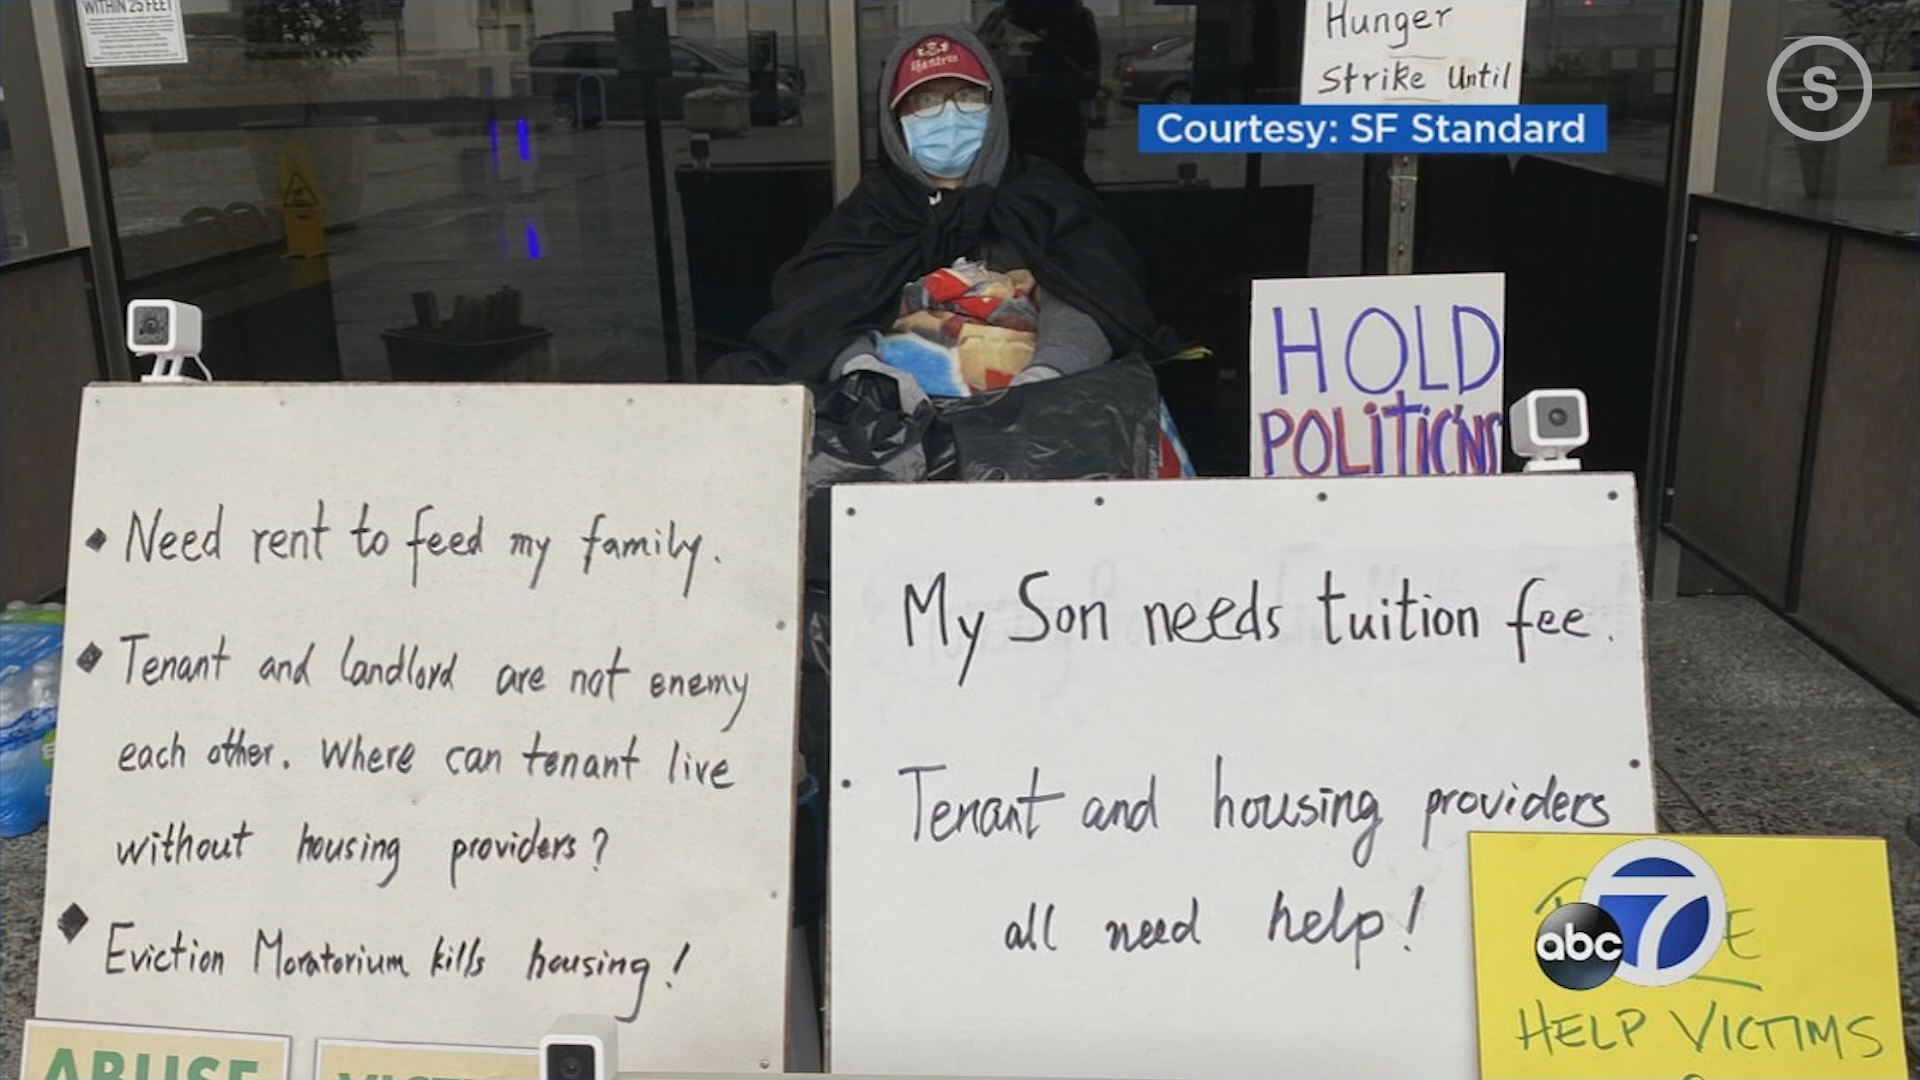 WITHIN 25 FEET
Hunger
Strike Until
S
Courtesy: SF Standard
HOLD
POLITIC'NS
• Need rent to feed my family.
• Tenant and landlord are not enemy
each other. Where can tenant live
without housing providers?
• Eviction Moratorium kills housing!
My Son needs tuition fee.
Tenant and housing providers
all need help!
abc 7
HELP VICTIMS
ABUSE